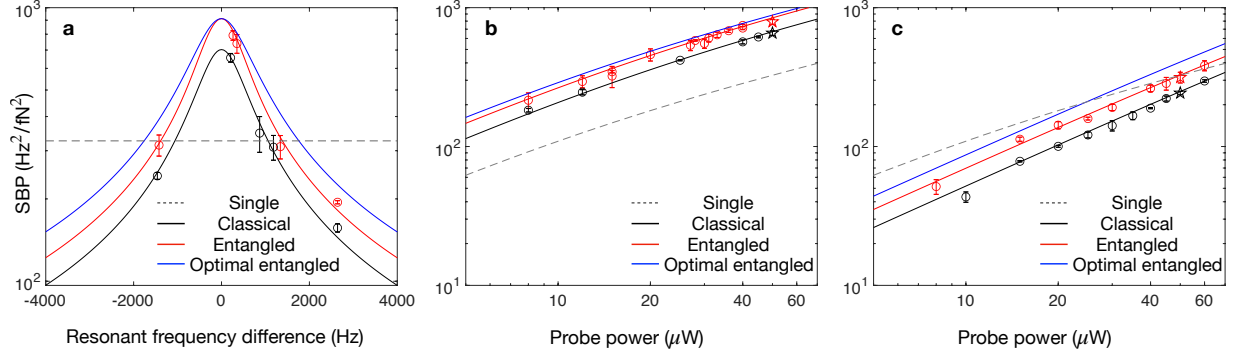 a
SBP (Hz²/fN²)
10³
10²
Single
Classical
Entangled
Optimal entangled
-4000 -2000 0 2000 4000
Resonant frequency difference (Hz)
b
10³
10²
10¹
Single
Classical
Entangled
Optimal entangled
10 20 40 60
Probe power (μW)
c
10³
10²
10¹
Single
Classical
Entangled
Optimal entangled
10 20 40 60
Probe power (μW)